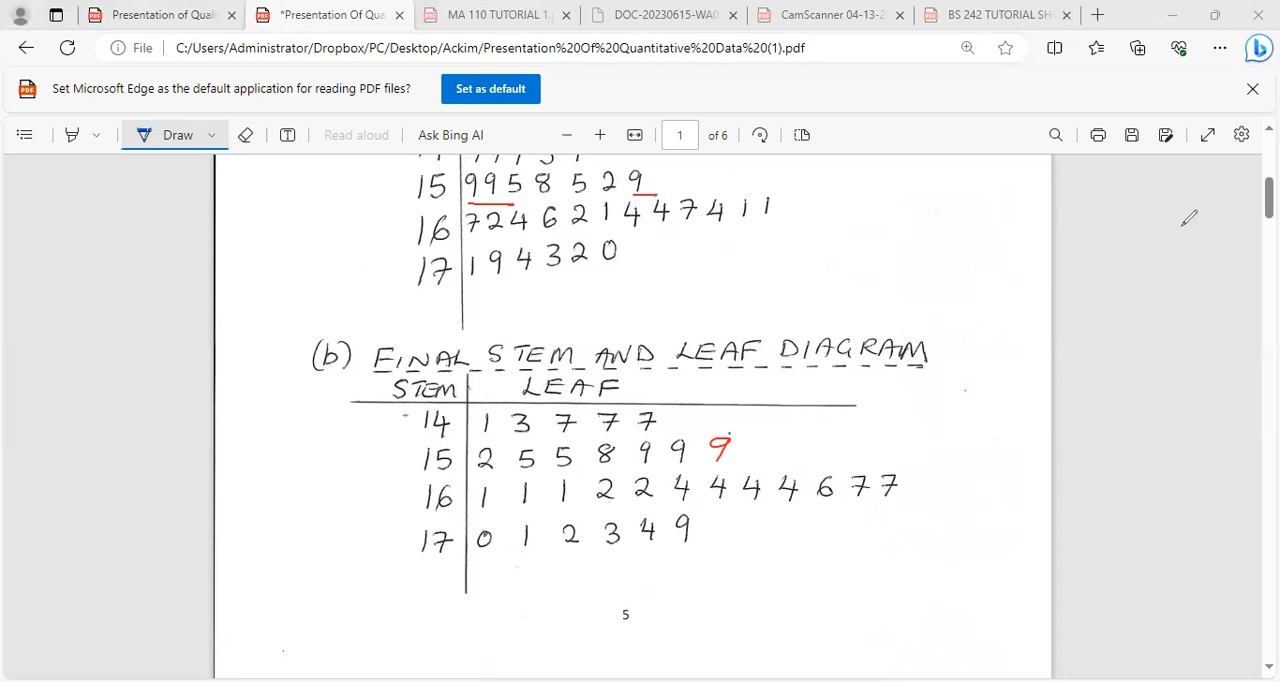 Presentation of Quali
*Presentation Of Qua
MA 110 TUTORIAL 1.
DOC-20230615-WA0
CamScanner 04-13-2
BS 242 TUTORIAL SH
File C:/Users/Administrator/Dropbox/PC/Desktop/Ackim/Presentation%20Of%20Quantitative%20Data%20(1).pdf
Set Microsoft Edge as the default application for reading PDF files? Set as default
Draw Read aloud Ask Bing AI 1 of 6
15 9 9 5 8 5 2 9
16 7 2 4 6 2 1 4 4 7 4 1 1
17 1 9 4 3 2 0
(b) FINAL STEM AND LEAF DIAGRAM
STEM LEAF
14 1 3 7 7 7
15 2 5 5 8 9 9 9
16 1 1 1 2 2 4 4 4 4 6 7 7
17 0 1 2 3 4 9
5